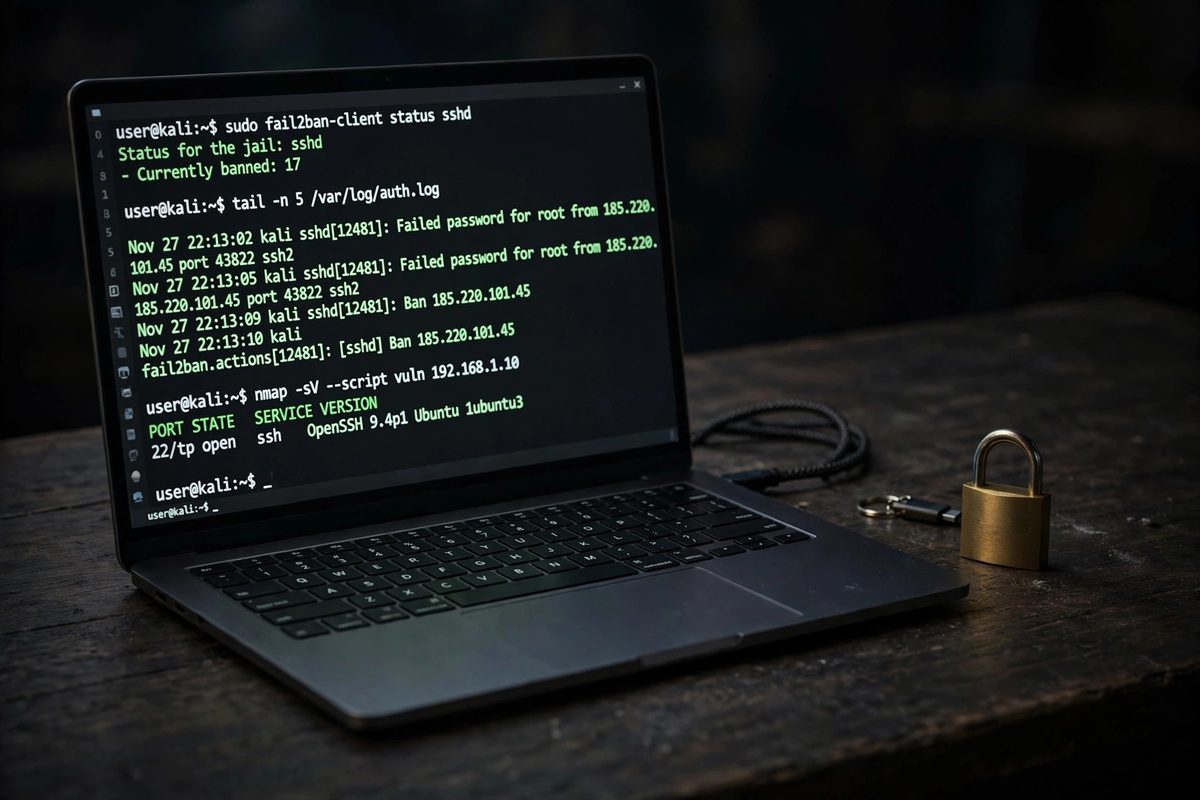 user@kali:~$ sudo fail2ban-client status sshd
Status for the jail: sshd
- Currently banned: 17
user@kali:~$ tail -n 5 /var/log/auth.log
Nov 27 22:13:02 kali sshd[12481]: Failed password for root from 185.220.
101.45 port 43822 ssh2
Nov 27 22:13:05 kali sshd[12481]: Failed password for root from 185.220.
185.220.101.45 port 43822 ssh2
Nov 27 22:13:09 kali sshd[12481]: Ban 185.220.101.45
Nov 27 22:13:10 kali
fail2ban.actions[12481]: [sshd] Ban 185.220.101.45
user@kali:~$ nmap -sV --script vuln 192.168.1.10
PORT STATE SERVICE VERSION
22/tp open ssh OpenSSH 9.4p1 Ubuntu 1ubuntu3
user@kali:~$ _
user@kali:~$ _